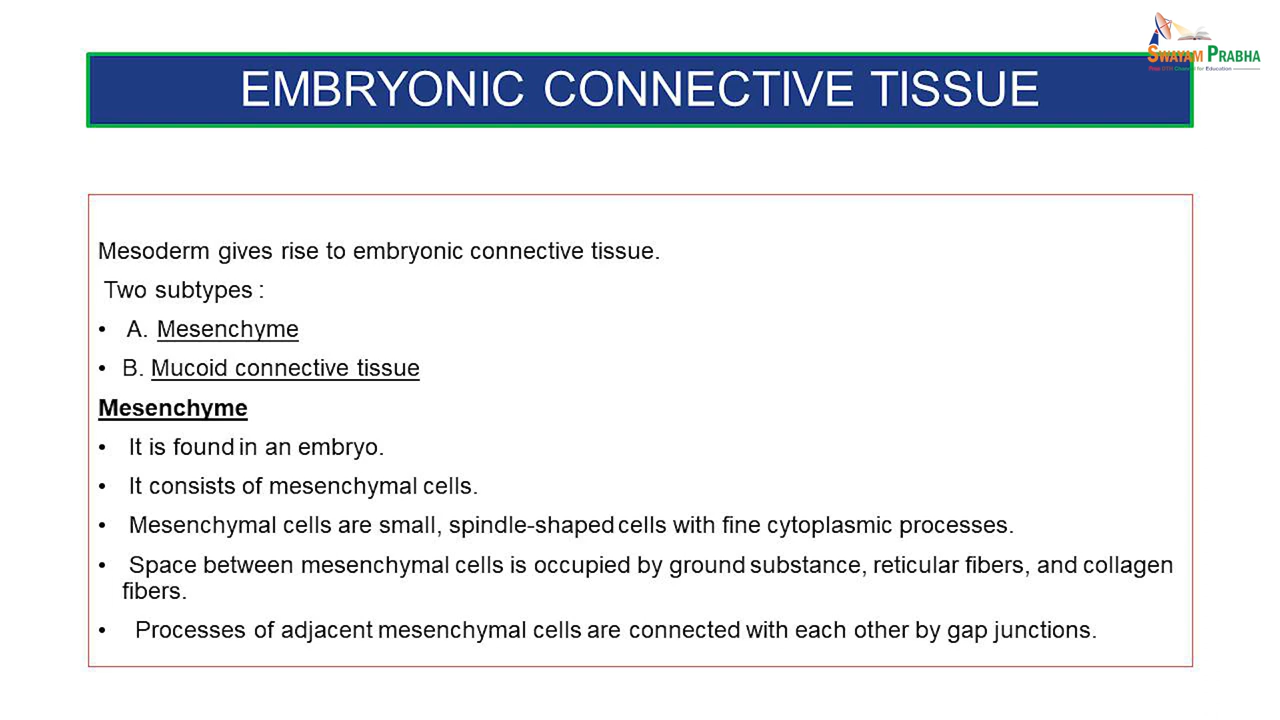 SWAYAM PRABHA
EMBRYONIC CONNECTIVE TISSUE
Mesoderm gives rise to embryonic connective tissue.
Two subtypes :
• A. Mesenchyme
• B. Mucoid connective tissue
Mesenchyme
• It is found in an embryo.
• It consists of mesenchymal cells.
• Mesenchymal cells are small, spindle-shaped cells with fine cytoplasmic processes.
• Space between mesenchymal cells is occupied by ground substance, reticular fibers, and collagen
fibers.
• Processes of adjacent mesenchymal cells are connected with each other by gap junctions.